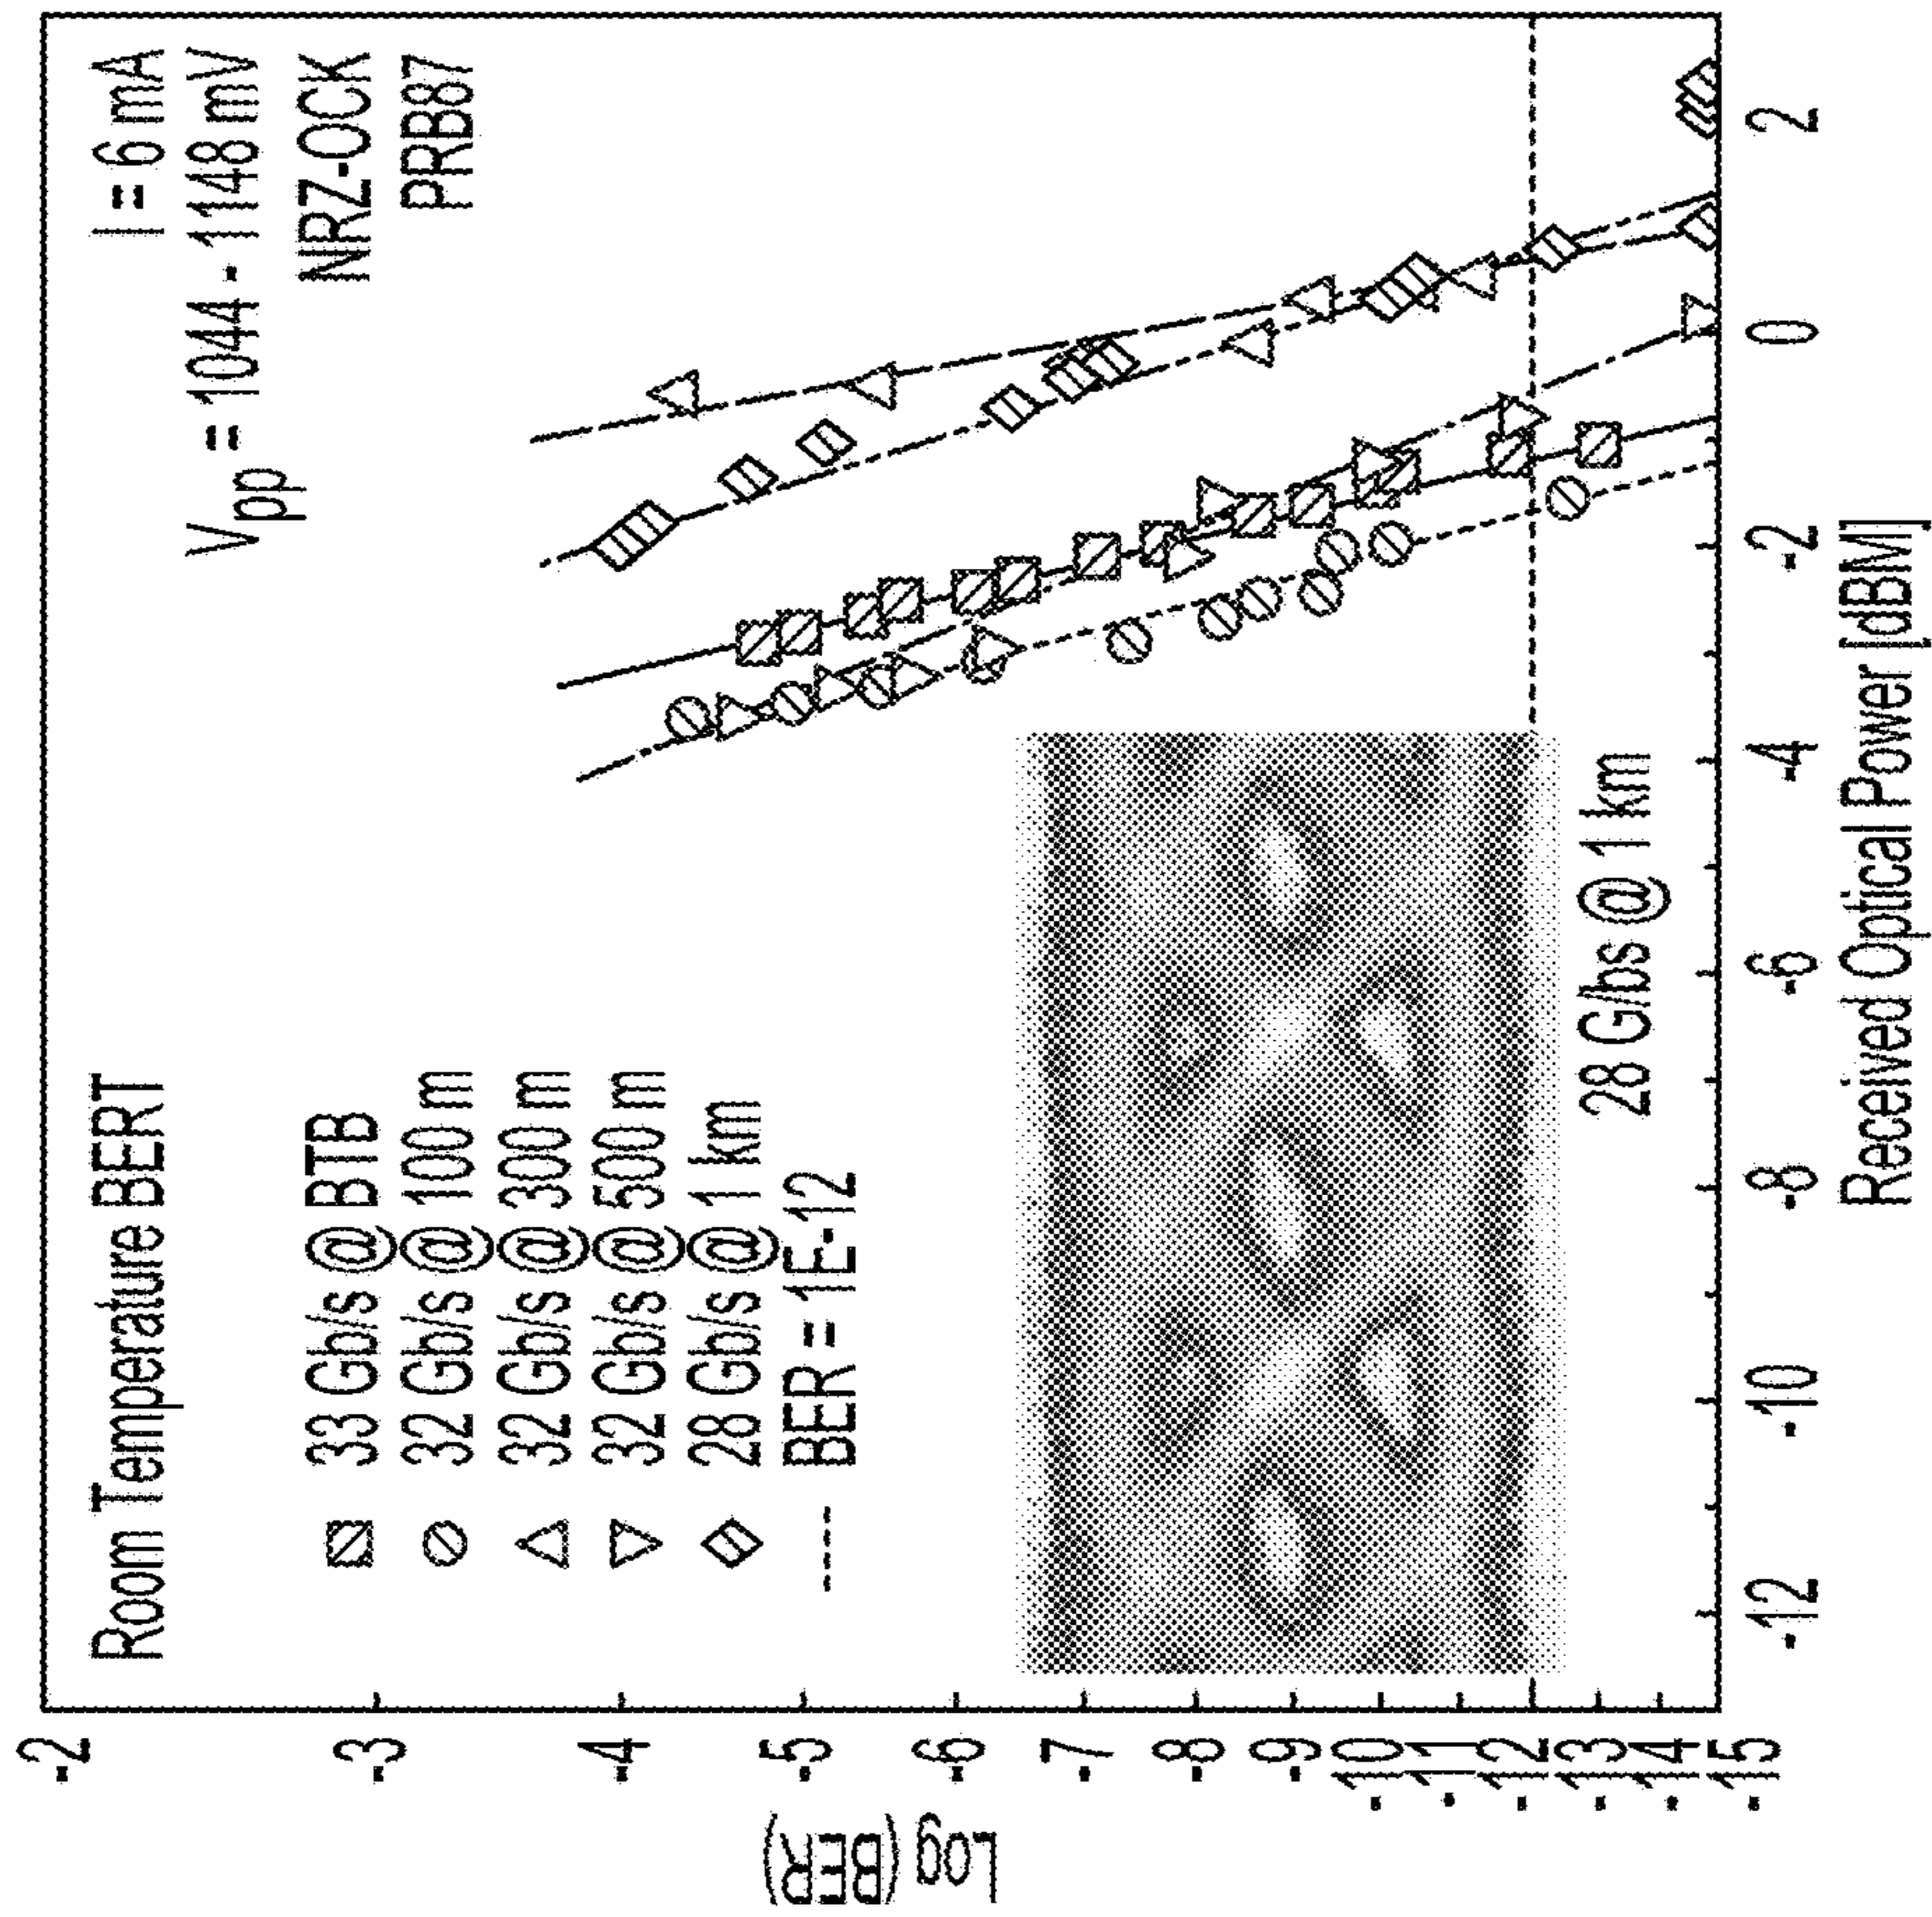 Room Temperature BERT
33 Gb/s @ BTB
32 Gb/s @ 100 m
32 Gb/s @ 300 m
32 Gb/s @ 500 m
28 Gb/s @ 1 km
BER = 1E-12
I = 6 mA
Vpp = 1044 - 1148 mV
NRZ-OCK
PRB87
28 G/bs @ 1 km
Log (BER)
-2
-3
-4
-5
-6
-7
-8
-9
-10
-11
-12
-13
-14
-15
-12 -10 -8 -6 -4 -2 0 2
Received Optical Power [dBM]